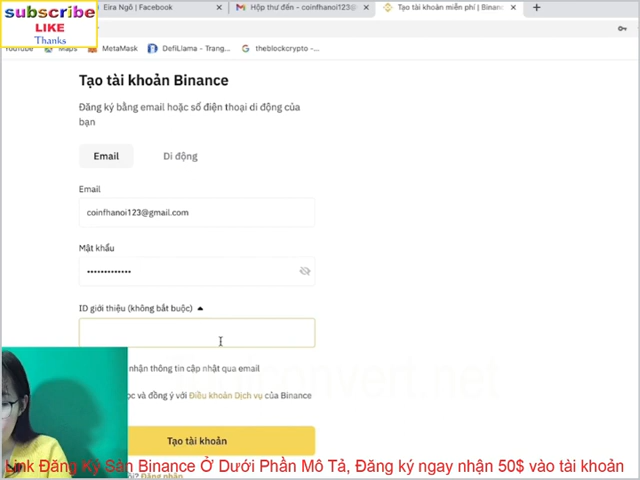 subscribe
LIKE
Thanks
Eira Ngô | Facebook
Hộp thư đến - coinfhanoi123@
Tạo tài khoản miễn phí | Binanc
YouTube
Maps
MetaMask
DefiLlama - Trang...
theblockcrypto -...
Tạo tài khoản Binance
Đăng ký bằng email hoặc số điện thoại di động của
bạn
Email
Di động
Email
coinfhanoi123@gmail.com
Mật khẩu
•••••••••••••
ID giới thiệu (không bắt buộc)
nhận thông tin cập nhật qua email
ọc và đồng ý với Điều khoản Dịch vụ của Binance
Tạo tài khoản
Link Đăng Ký Sàn Binance Ở Dưới Phần Mô Tả, Đăng ký ngay nhận 50$ vào tài khoản